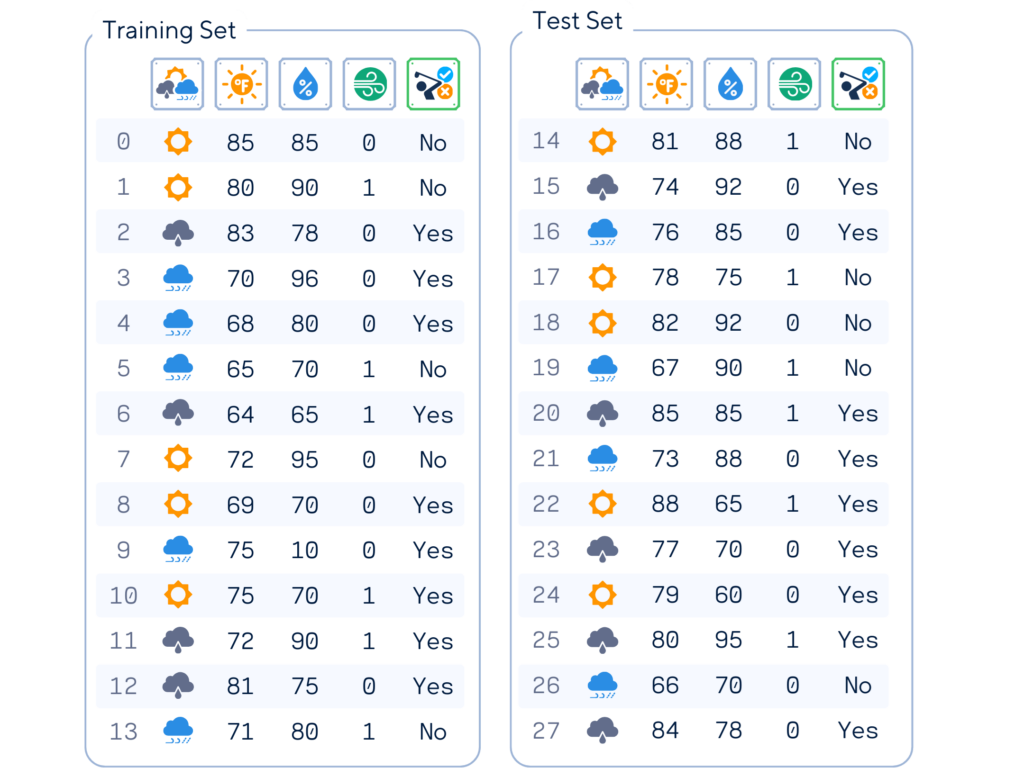 Training Set
°F % 
0 85 85 0 No
1 80 90 1 No
2 83 78 0 Yes
3 70 96 0 Yes
4 68 80 0 Yes
5 65 70 1 No
6 64 65 1 Yes
7 72 95 0 No
8 69 70 0 Yes
9 75 10 0 Yes
10 75 70 1 Yes
11 72 90 1 Yes
12 81 75 0 Yes
13 71 80 1 No
Test Set
°F %
14 81 88 1 No
15 74 92 0 Yes
16 76 85 0 Yes
17 78 75 1 No
18 82 92 0 No
19 67 90 1 No
20 85 85 1 Yes
21 73 88 0 Yes
22 88 65 1 Yes
23 77 70 0 Yes
24 79 60 0 Yes
25 80 95 1 Yes
26 66 70 0 No
27 84 78 0 Yes